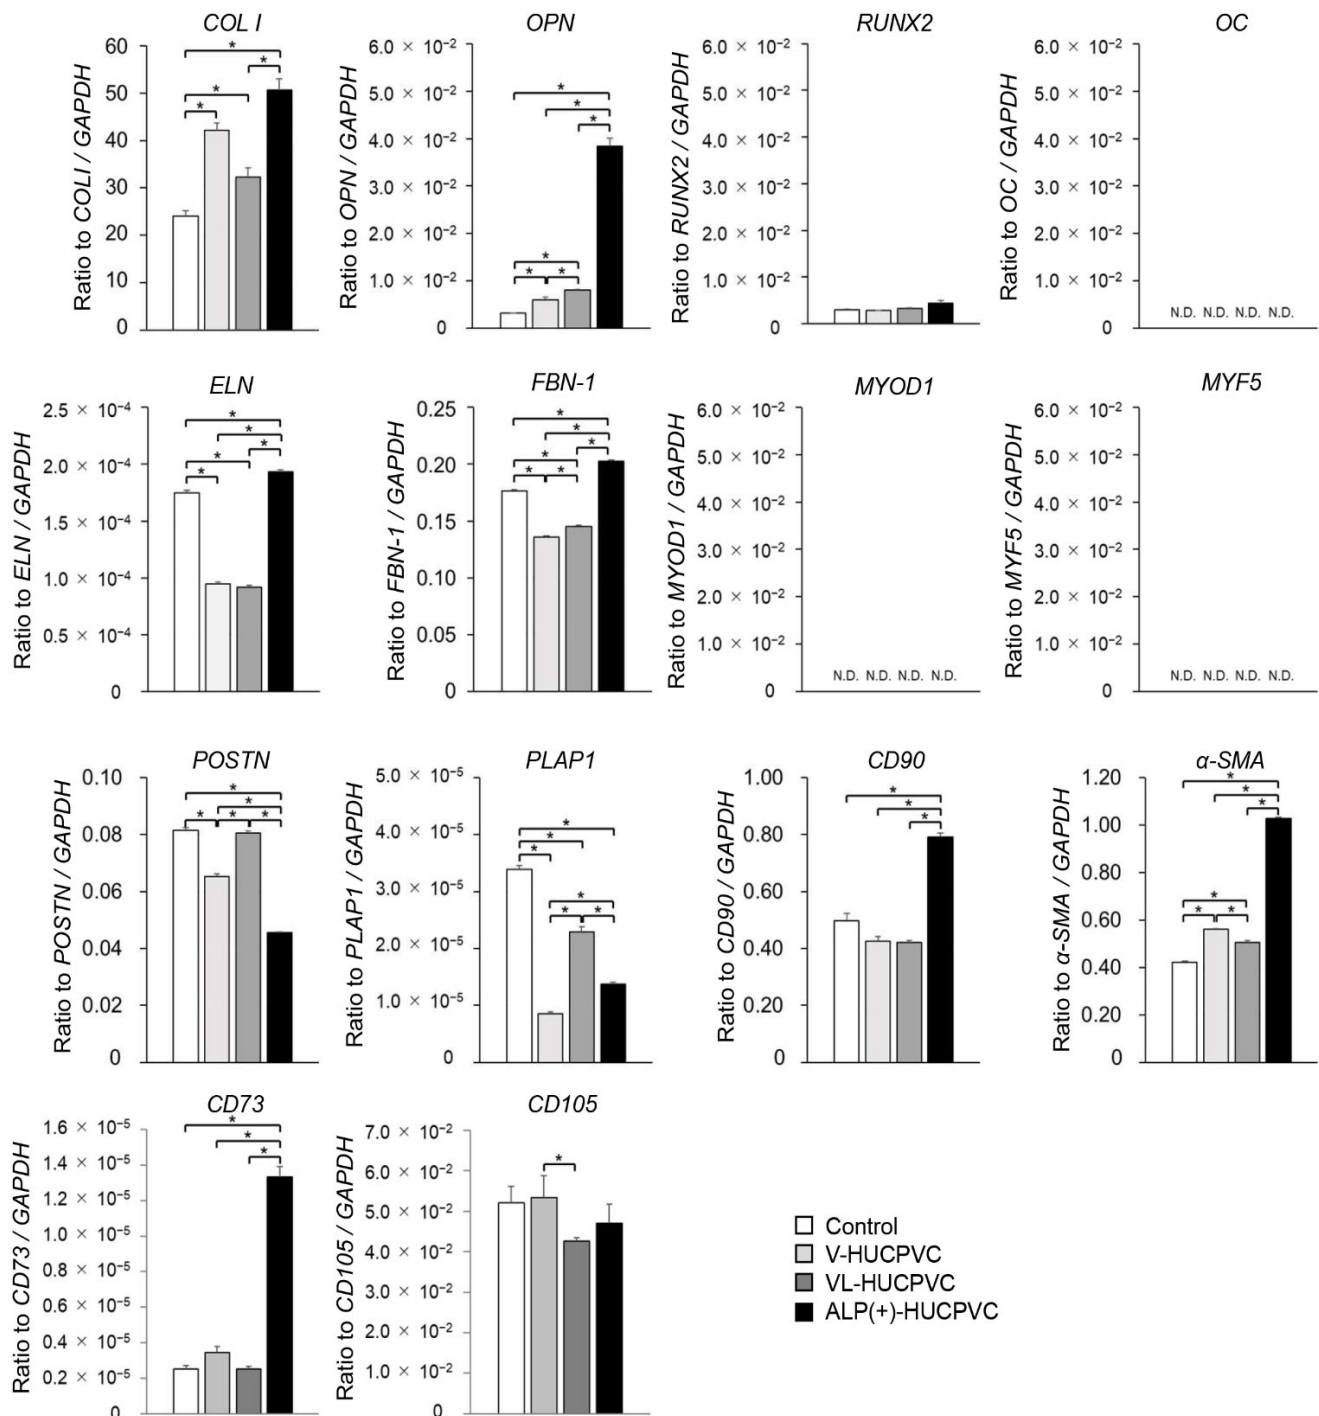 COL I
Ratio to COLI / GAPDH
60
50
40
30
20
10
0
* * * *
OPN
Ratio to OPN / GAPDH
6.0 × 10⁻²
5.0 × 10⁻²
4.0 × 10⁻²
3.0 × 10⁻²
2.0 × 10⁻²
1.0 × 10⁻²
0
* * * * * *
RUNX2
Ratio to RUNX2 / GAPDH
6.0 × 10⁻²
5.0 × 10⁻²
4.0 × 10⁻²
3.0 × 10⁻²
2.0 × 10⁻²
1.0 × 10⁻²
0
OC
Ratio to OC / GAPDH
6.0 × 10⁻²
5.0 × 10⁻²
4.0 × 10⁻²
3.0 × 10⁻²
2.0 × 10⁻²
1.0 × 10⁻²
0
N.D. N.D. N.D. N.D.
ELN
Ratio to ELN / GAPDH
2.5 × 10⁻⁴
2.0 × 10⁻⁴
1.5 × 10⁻⁴
1.0 × 10⁻⁴
0.5 × 10⁻⁴
0
* * * * *
FBN-1
Ratio to FBN-1 / GAPDH
0.25
0.20
0.15
0.10
0.05
0
* * * * * *
MYOD1
Ratio to MYOD1 / GAPDH
6.0 × 10⁻²
5.0 × 10⁻²
4.0 × 10⁻²
3.0 × 10⁻²
2.0 × 10⁻²
1.0 × 10⁻²
0
N.D. N.D. N.D. N.D.
MYF5
Ratio to MYF5 / GAPDH
6.0 × 10⁻²
5.0 × 10⁻²
4.0 × 10⁻²
3.0 × 10⁻²
2.0 × 10⁻²
1.0 × 10⁻²
0
N.D. N.D. N.D. N.D.
POSTN
Ratio to POSTN / GAPDH
0.10
0.08
0.06
0.04
0.02
0
* * * * *
PLAP1
Ratio to PLAP1 / GAPDH
5.0 × 10⁻⁵
4.0 × 10⁻⁵
3.0 × 10⁻⁵
2.0 × 10⁻⁵
1.0 × 10⁻⁵
0
* * * * * *
CD90
Ratio to CD90 / GAPDH
1.00
0.80
0.60
0.40
0.20
0
* * *
α-SMA
Ratio to α-SMA / GAPDH
1.20
1.00
0.80
0.60
0.40
0.20
0
* * * * * *
CD73
Ratio to CD73 / GAPDH
1.6 × 10⁻⁵
1.4 × 10⁻⁵
1.2 × 10⁻⁵
1.0 × 10⁻⁵
0.8 × 10⁻⁵
0.6 × 10⁻⁵
0.4 × 10⁻⁵
0.2 × 10⁻⁵
0
* * *
CD105
Ratio to CD105 / GAPDH
7.0 × 10⁻²
6.0 × 10⁻²
5.0 × 10⁻²
4.0 × 10⁻²
3.0 × 10⁻²
2.0 × 10⁻²
1.0 × 10⁻²
0
*
Control
V-HUCPVC
VL-HUCPVC
ALP(+)-HUCPVC